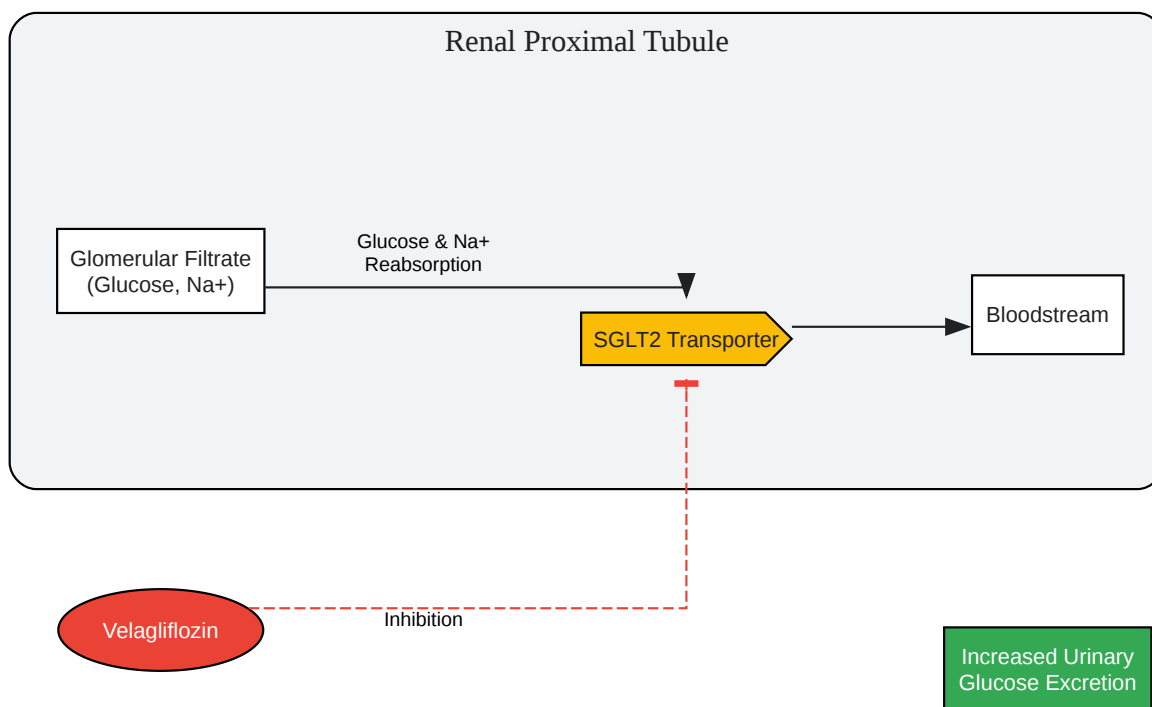 Renal Proximal Tubule
Glucose & Na+
Reabsorption
Glomerular Filtrate
(Glucose, Na+)
SGLT2 Transporter
Bloodstream
Inhibition
Velagliflozin
Increased Urinary
Glucose Excretion